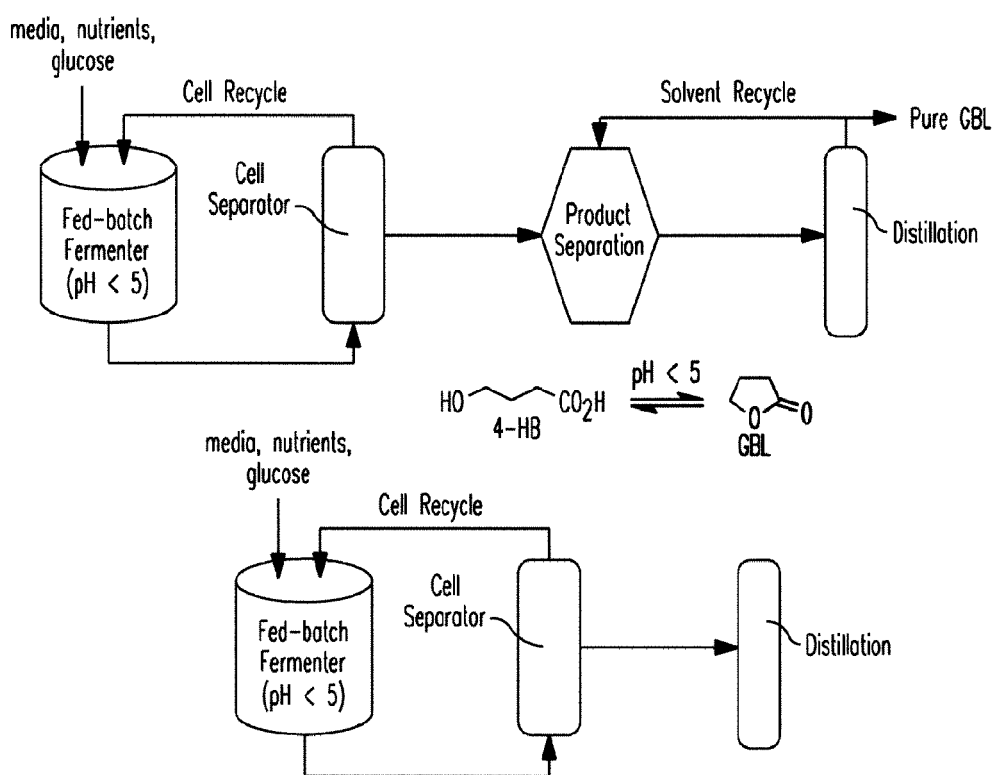 media, nutrients,
glucose
Cell Recycle
Solvent Recycle
Pure GBL
Fed-batch
Fermenter
(pH < 5)
Cell
Separator
Product
Separation
Distillation
HO
CO₂H
4-HB
pH < 5
O
O
GBL
media, nutrients,
glucose
Cell Recycle
Fed-batch
Fermenter
(pH < 5)
Cell
Separator
Distillation